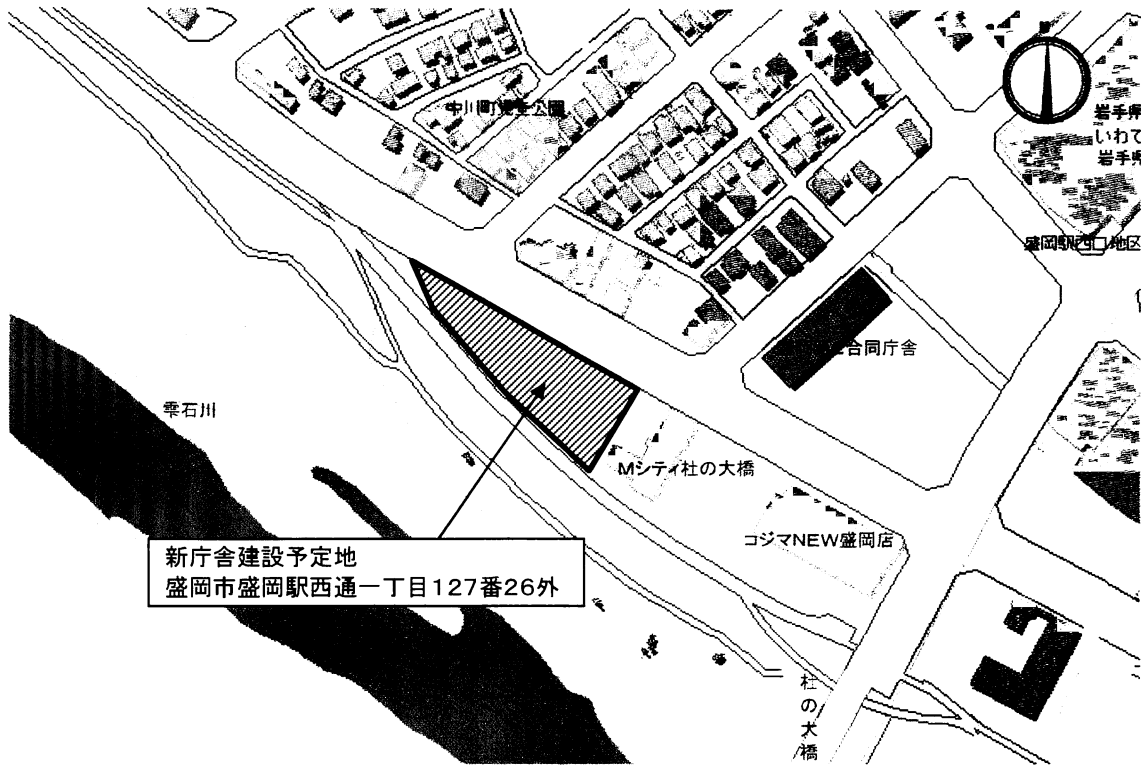 中川町児童公園
岩手県
いわて
岩手県
盛岡駅西口地区
合同庁舎
雫石川
Mシティ杜の大橋
コジマNEW盛岡店
新庁舎建設予定地
盛岡市盛岡駅西通一丁目127番26外
杜の大橋